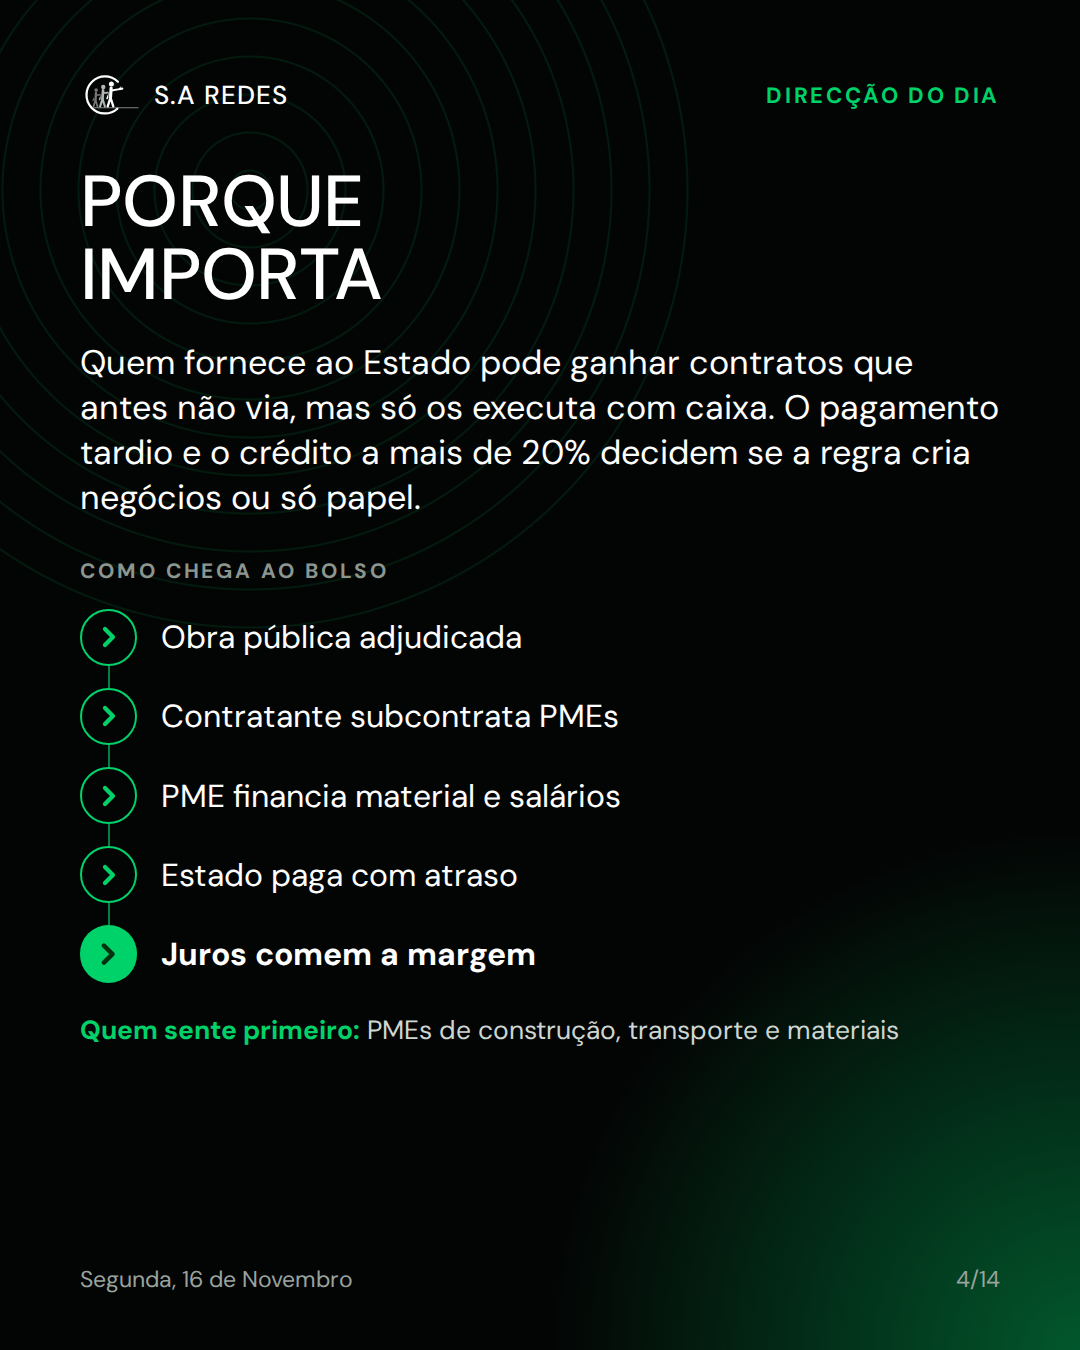 S.A REDES
DIRECÇÃO DO DIA
PORQUE
IMPORTA
Quem fornece ao Estado pode ganhar contratos que
antes não via, mas só os executa com caixa. O pagamento
tardio e o crédito a mais de 20% decidem se a regra cria
negócios ou só papel.
COMO CHEGA AO BOLSO
Obra pública adjudicada
Contratante subcontrata PMEs
PME financia material e salários
Estado paga com atraso
Juros comem a margem
Quem sente primeiro: PMEs de construção, transporte e materiais
Segunda, 16 de Novembro
4/14